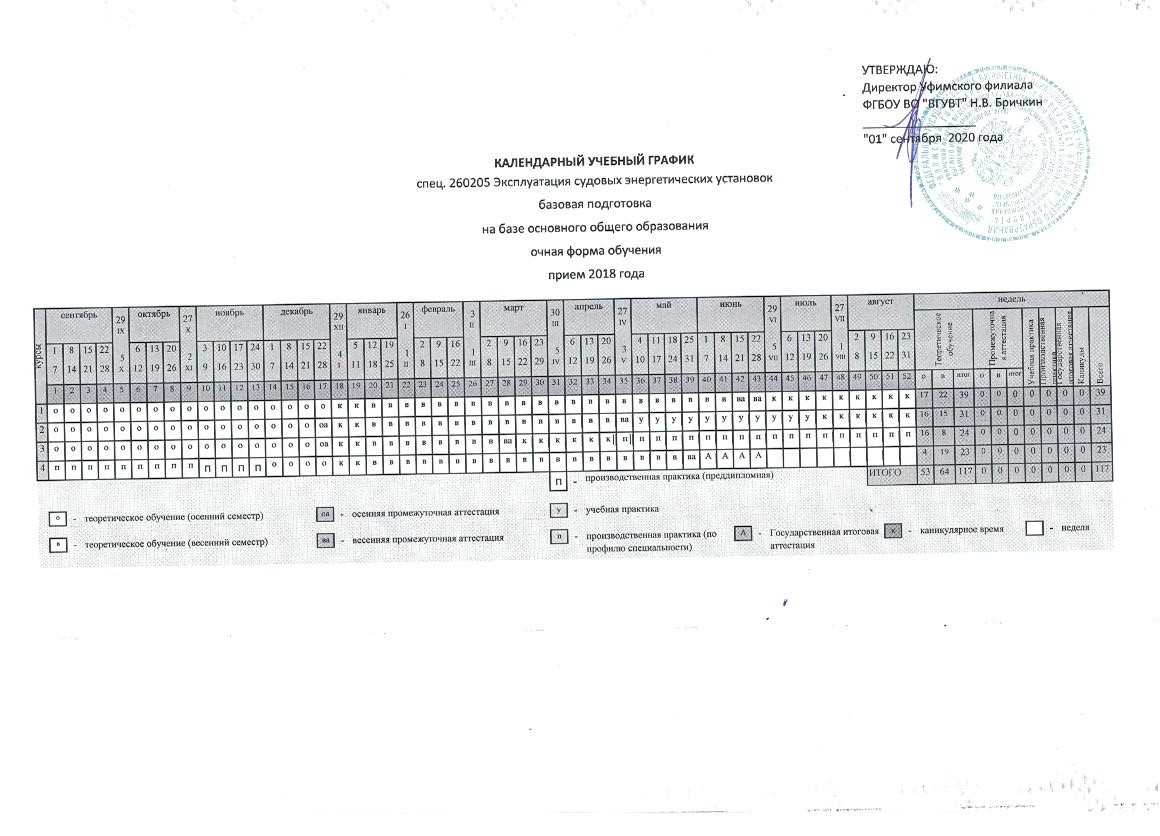 УТВЕРЖДАЮ:
Директор Уфимского филиала
ФГБОУ ВО "ВГУВТ" Н.В. Бричкин
"01" сентября 2020 года
КАЛЕНДАРНЫЙ УЧЕБНЫЙ ГРАФИК
спец. 260205 Эксплуатация судовых энергетических установок
базовая подготовка
на базе основного общего образования
очная форма обучения
прием 2018 года
курсы сентябрь 29 IX 5 X октябрь 27 X 2 XI ноябрь декабрь 29 XII 4 I январь 26 I 1 II февраль 3 II 1 III март 30 III 5 IV апрель 27 IV 3 V май июнь 29 VI 5 VII июль 27 VII 1 VIII август недель
Теоретическое обучение Промежуточная аттестация Учебная практика Производственная практика Государственная итоговая аттестация Каникулы Всего
1 8 15 22 6 13 20 3 10 17 24 1 8 15 22 5 12 19 2 9 16 2 9 16 23 6 13 20 4 11 18 25 1 8 15 22 6 13 20 2 9 16 23
7 14 21 28 12 19 26 9 16 23 30 7 14 21 28 11 18 25 8 15 22 8 15 22 29 12 19 26 10 17 24 31 7 14 21 28 12 19 26 8 15 22 31
1 2 3 4 5 6 7 8 9 10 11 12 13 14 15 16 17 18 19 20 21 22 23 24 25 26 27 28 29 30 31 32 33 34 35 36 37 38 39 40 41 42 43 44 45 46 47 48 49 50 51 52 о в итог о в итог
1 о о о о о о о о о о о о о о о о о к к в в в в в в в в в в в в в в в в в в в в в в ва ва к к к к к к к к к 17 22 39 0 0 0 0 0 0 0 39
2 о о о о о о о о о о о о о о о о оа к к в в в в в в в в в в в в в в в ва у у у у у у у у у у у к к к к к к 16 15 31 0 0 0 0 0 0 0 31
3 о о о о о о о о о о о о о о о о оа к к в в в в в в в в ва к к к к к к п п п п п п п п п п п п п п п п п п 16 8 24 0 0 0 0 0 0 0 24
4 п п п п п п п п п П П П П о о о о к к в в в в в в в в в в в в в в в в в в в ва А А А А 4 19 23 0 0 0 0 0 0 0 23
ИТОГО 53 64 117 0 0 0 0 0 0 0 117
П - производственная практика (преддипломная)
о - теоретическое обучение (осенний семестр) оа - осенняя промежуточная аттестация у - учебная практика
в - теоретическое обучение (весенний семестр) ва - весенняя промежуточная аттестация п - производственная практика (по профилю специальности) А - Государственная итоговая аттестация к - каникулярное время - неделя